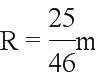 R = 25/46 m